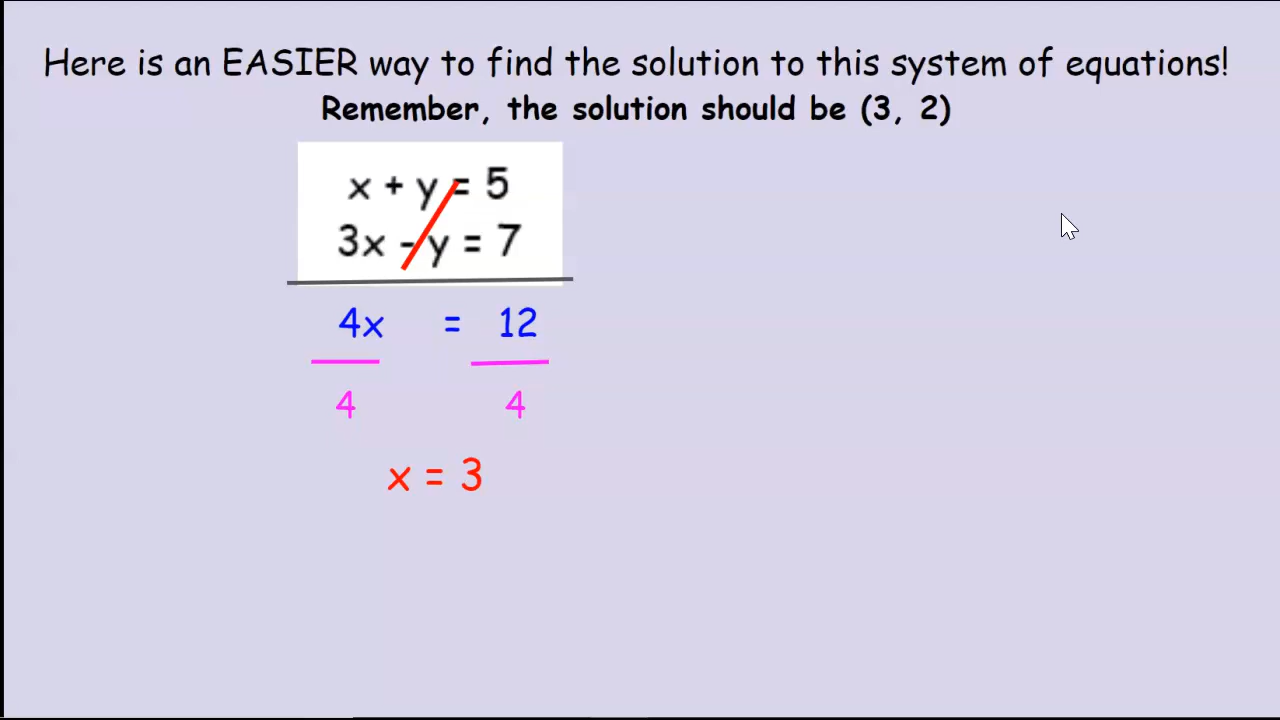 Here is an EASIER way to find the solution to this system of equations!
Remember, the solution should be (3, 2)
x + y = 5
3x - y = 7
4x = 12
4 4
x = 3